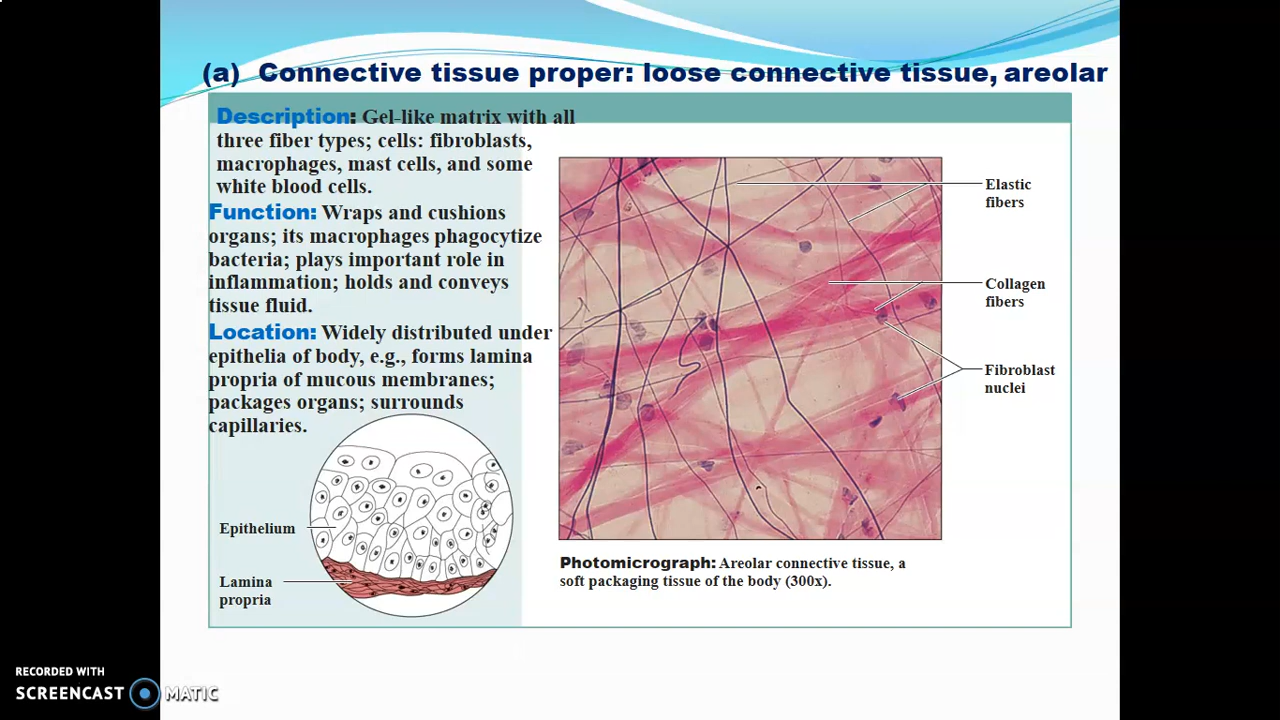 (a) Connective tissue proper: loose connective tissue, areolar
Description: Gel-like matrix with all
three fiber types; cells: fibroblasts,
macrophages, mast cells, and some
white blood cells.
Function: Wraps and cushions
organs; its macrophages phagocytize
bacteria; plays important role in
inflammation; holds and conveys
tissue fluid.
Location: Widely distributed under
epithelia of body, e.g., forms lamina
propria of mucous membranes;
packages organs; surrounds
capillaries.
Epithelium
Lamina
propria
Elastic
fibers
Collagen
fibers
Fibroblast
nuclei
Photomicrograph: Areolar connective tissue, a
soft packaging tissue of the body (300x).
RECORDED WITH
SCREENCAST MATIC